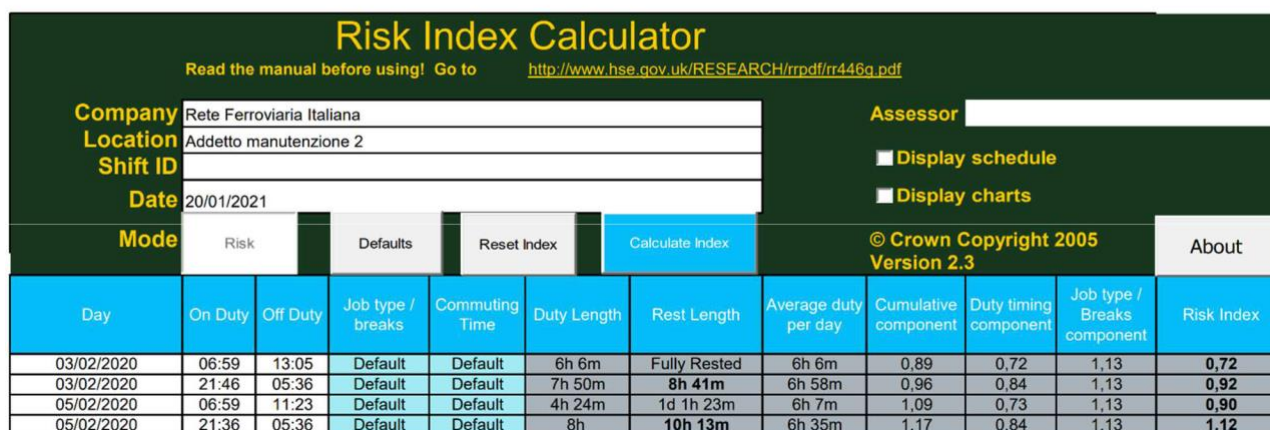 Risk Index Calculator
Read the manual before using! Go to http://www.hse.gov.uk/RESEARCH/rrpdf/rr446g.pdf
Company Rete Ferroviaria Italiana Assessor
Location Addetto manutenzione 2 Display schedule
Shift ID
Date 20/01/2021 Display charts
Mode Risk Defaults Reset Index Calculate Index © Crown Copyright 2005 Version 2.3 About
Day On Duty Off Duty Job type / breaks Commuting Time Duty Length Rest Length Average duty per day Cumulative component Duty timing component Job type / Breaks component Risk Index
03/02/2020 06:59 13:05 Default Default 6h 6m Fully Rested 6h 6m 0,89 0,72 1,13 0,72
03/02/2020 21:46 05:36 Default Default 7h 50m 8h 41m 6h 58m 0,96 0,84 1,13 0,92
05/02/2020 06:59 11:23 Default Default 4h 24m 1d 1h 23m 6h 7m 1,09 0,73 1,13 0,90
05/02/2020 21:36 05:36 Default Default 8h 10h 13m 6h 35m 1,17 0,84 1,13 1,12